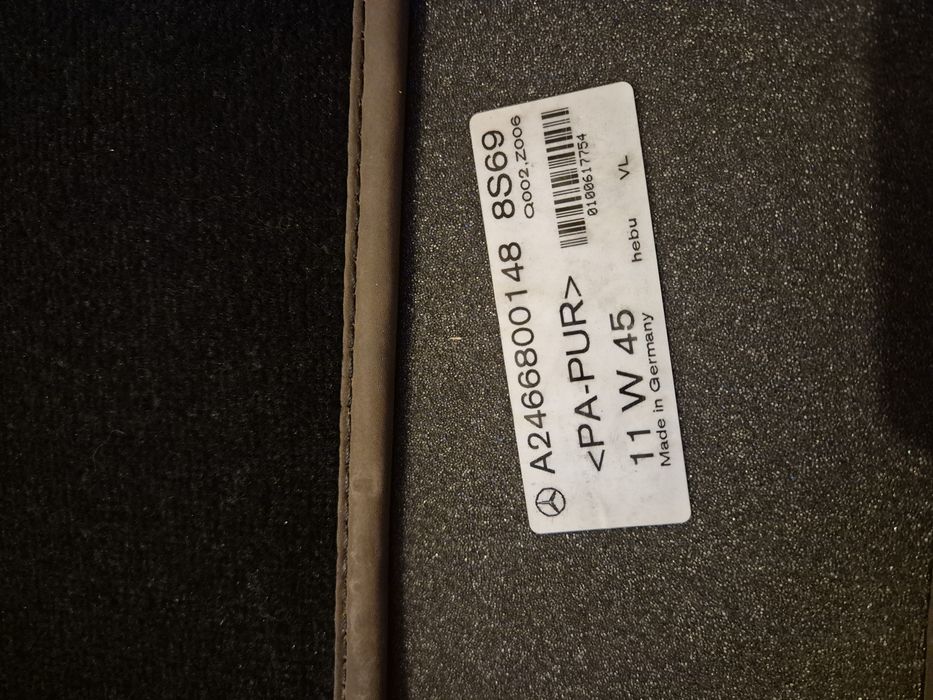 A2466800148 8S69
Q002,Z006
<PA-PUR>
0100617754
11 W 45
Made in Germany hebu VL